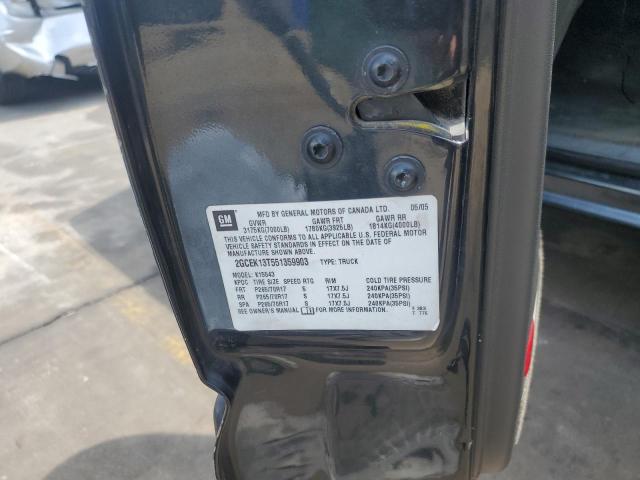 GM
MFD BY GENERAL MOTORS OF CANADA LTD. 05/05
GVWR GAWR FRT GAWR RR
3175KG(7000LB) 1780KG(3925LB) 1814KG(4000LB)
THIS VEHICLE CONFORMS TO ALL APPLICABLE U.S. FEDERAL MOTOR
VEHICLE SAFETY STANDARDS IN EFFECT ON THE DATE OF
MANUFACTURE SHOWN ABOVE.
2GCEK13T551359903 TYPE: TRUCK
MODEL: K15543
KPQC TIRE SIZE SPEED RTG RIM COLD TIRE PRESSURE
FRT P265/70R17 S 17X7.5J 240KPA(35PSI)
RR P265/70R17 S 17X7.5J 240KPA(35PSI)
SPA P265/70R17 S 17X7.5J 240KPA(35PSI)
SEE OWNER'S MANUAL FOR MORE INFORMATION.